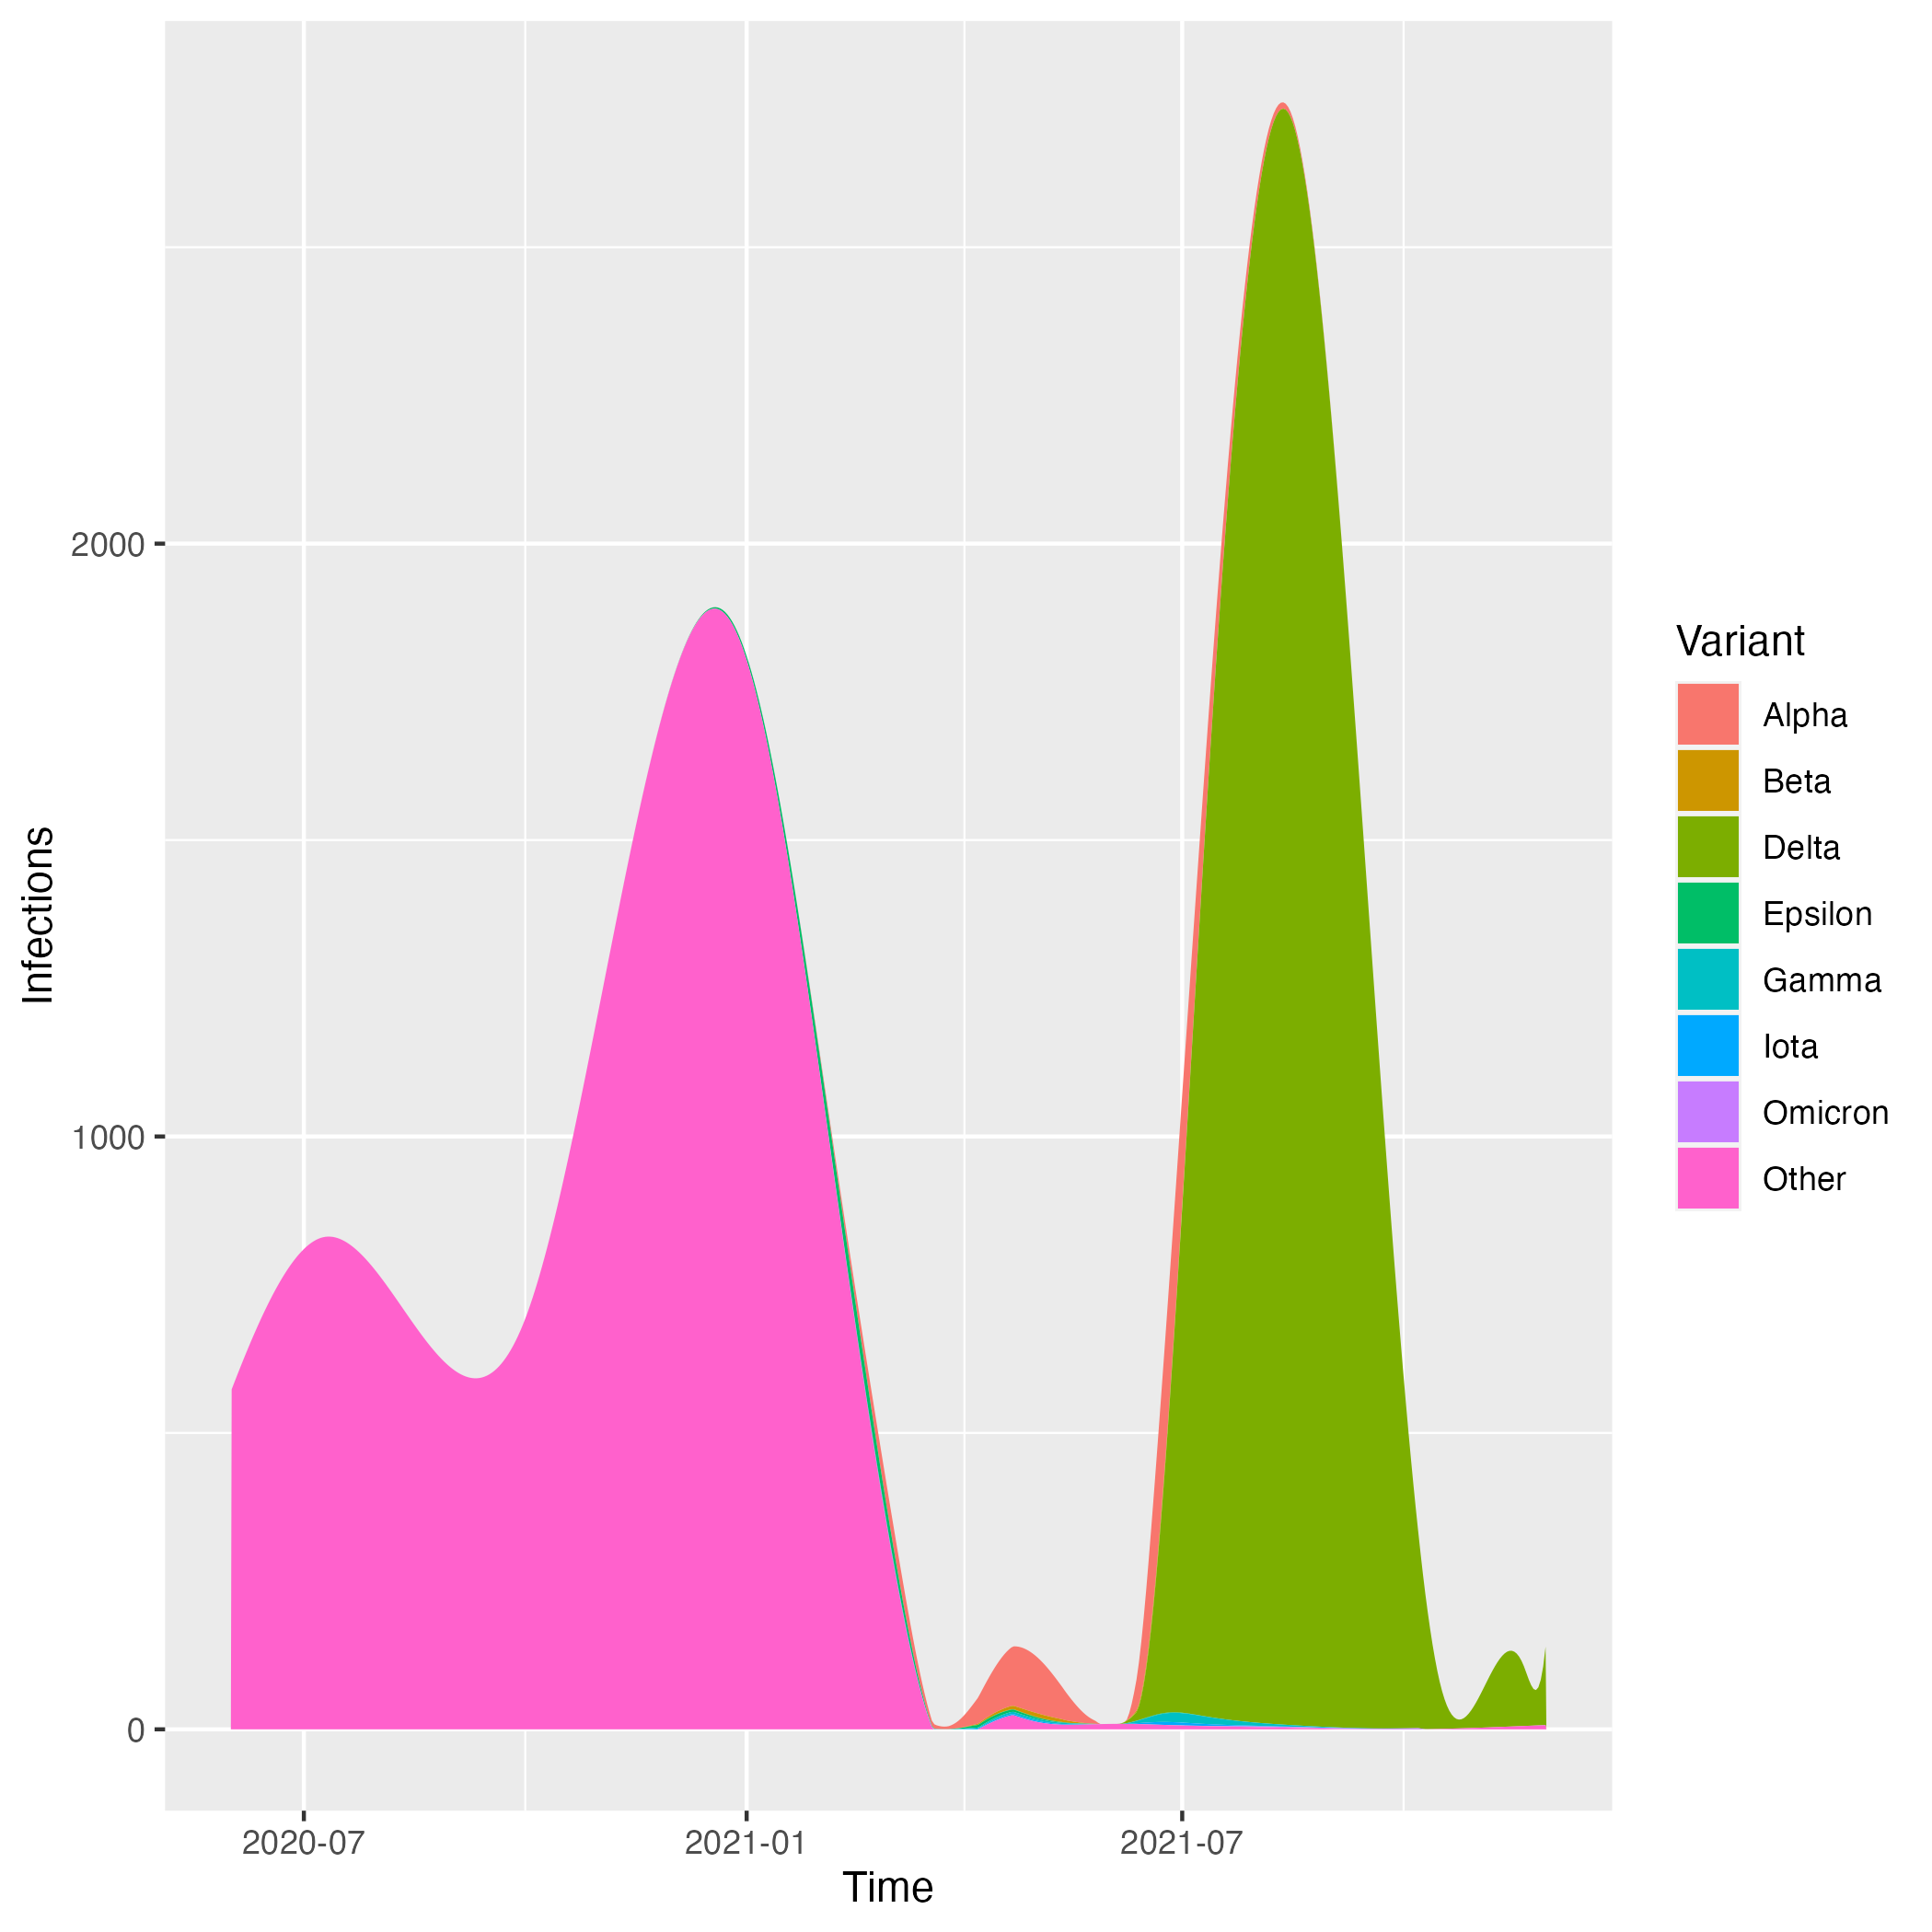 Infections
2000
1000
0
2020-07
2021-01
2021-07
Time
Variant
Alpha
Beta
Delta
Epsilon
Gamma
Iota
Omicron
Other